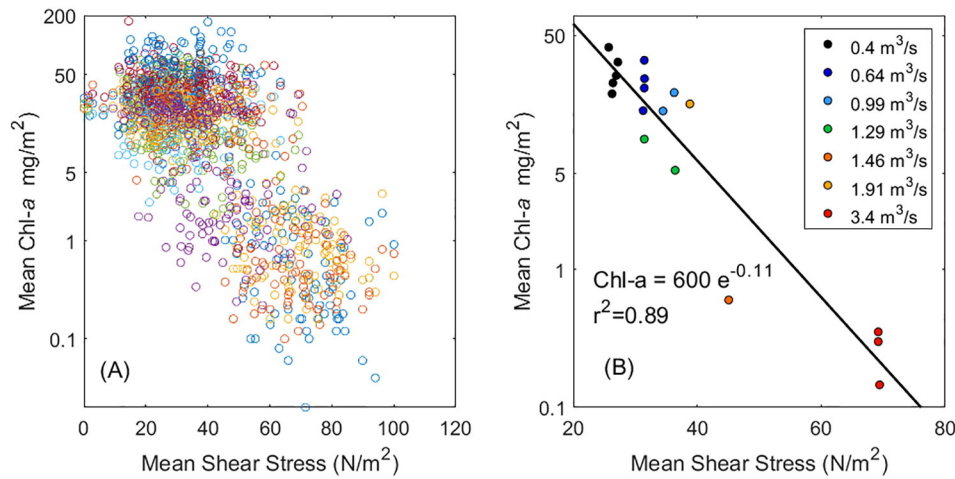 200
50
5
1
0.1
Mean Chl-a mg/m²
(A)
0 20 40 60 80 100 120
Mean Shear Stress (N/m²)
50
5
1
0.1
Mean Chl-a mg/m²
0.4 m³/s
0.64 m³/s
0.99 m³/s
1.29 m³/s
1.46 m³/s
1.91 m³/s
3.4 m³/s
Chl-a = 600 e^-0.11
r²=0.89
(B)
20 40 60 80
Mean Shear Stress (N/m²)